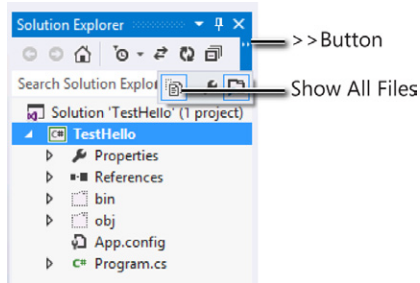 Solution Explorer
>>Button
Search Solution Explo
Show All Files
Solution 'TestHello' (1 project)
C# TestHello
Properties
References
bin
obj
App.config
C# Program.cs